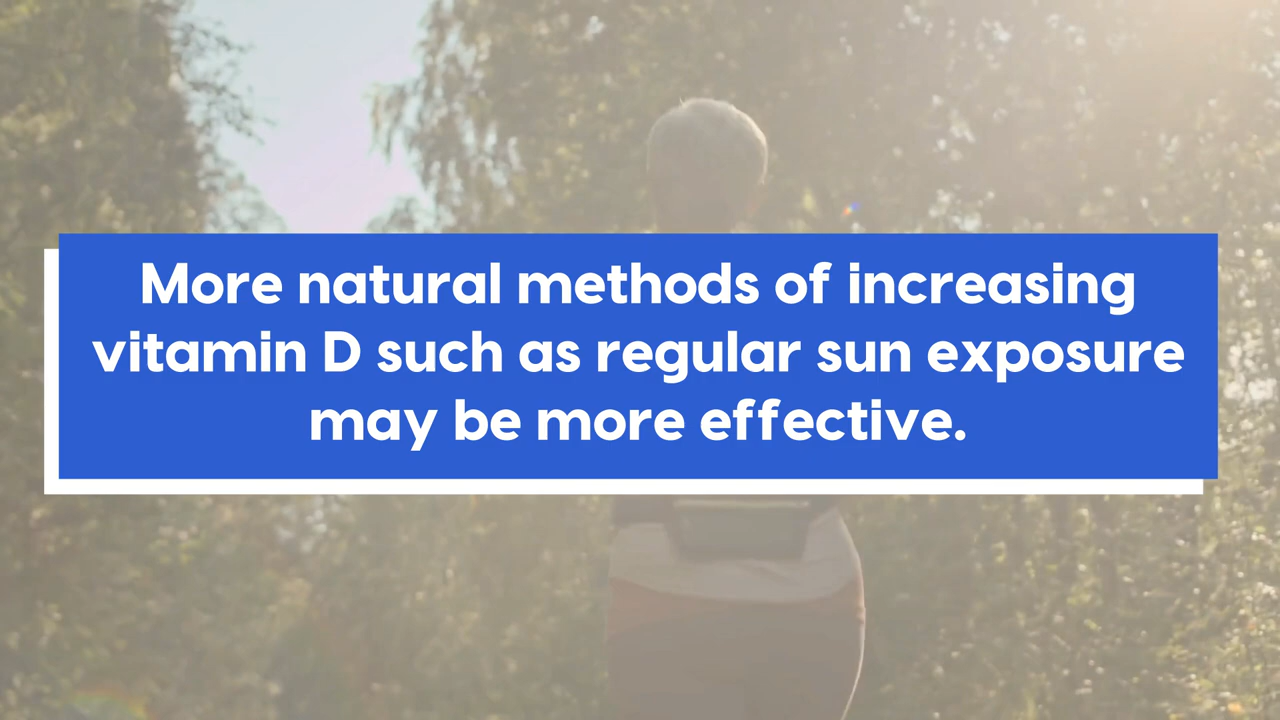 More natural methods of increasing
vitamin D such as regular sun exposure
may be more effective.